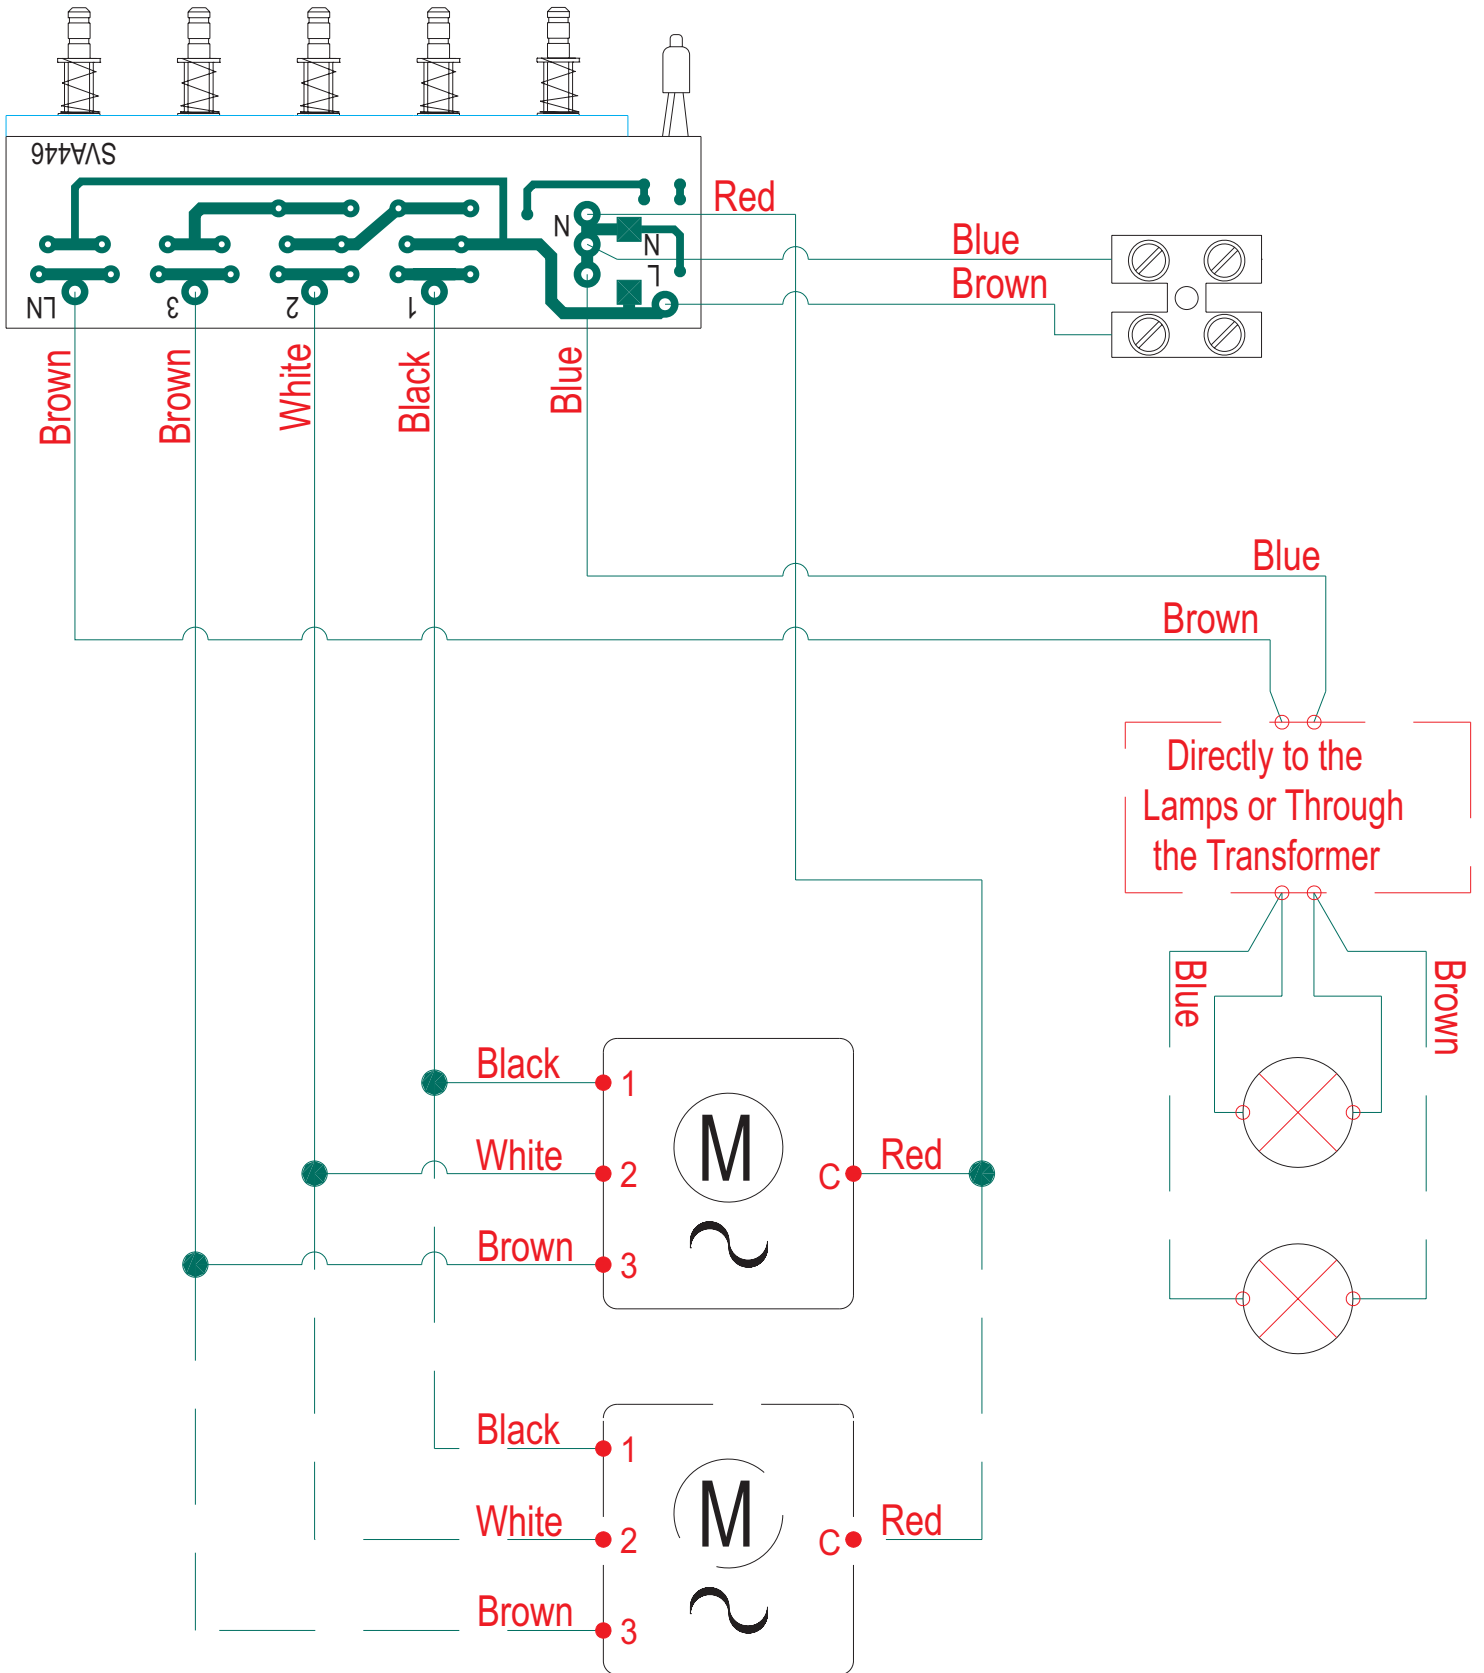 SVA446
Red
N
N
L
Blue
Brown
LN
3
2
1
Brown
Brown
White
Black
Blue
Blue
Brown
Directly to the
Lamps or Through
the Transformer
Blue
Brown
Black
1
M
White
2
C
Red
Brown
3
Black
1
M
White
2
C
Red
Brown
3